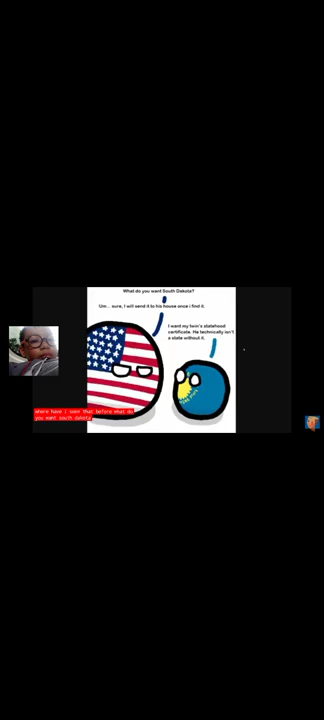 What do you want South Dakota?
Um... sure, I will send it to his house once i find it.
I want my twin's statehood
certificate. He technically isn't
a state without it.
where have i seen that before what do
you want south dakota